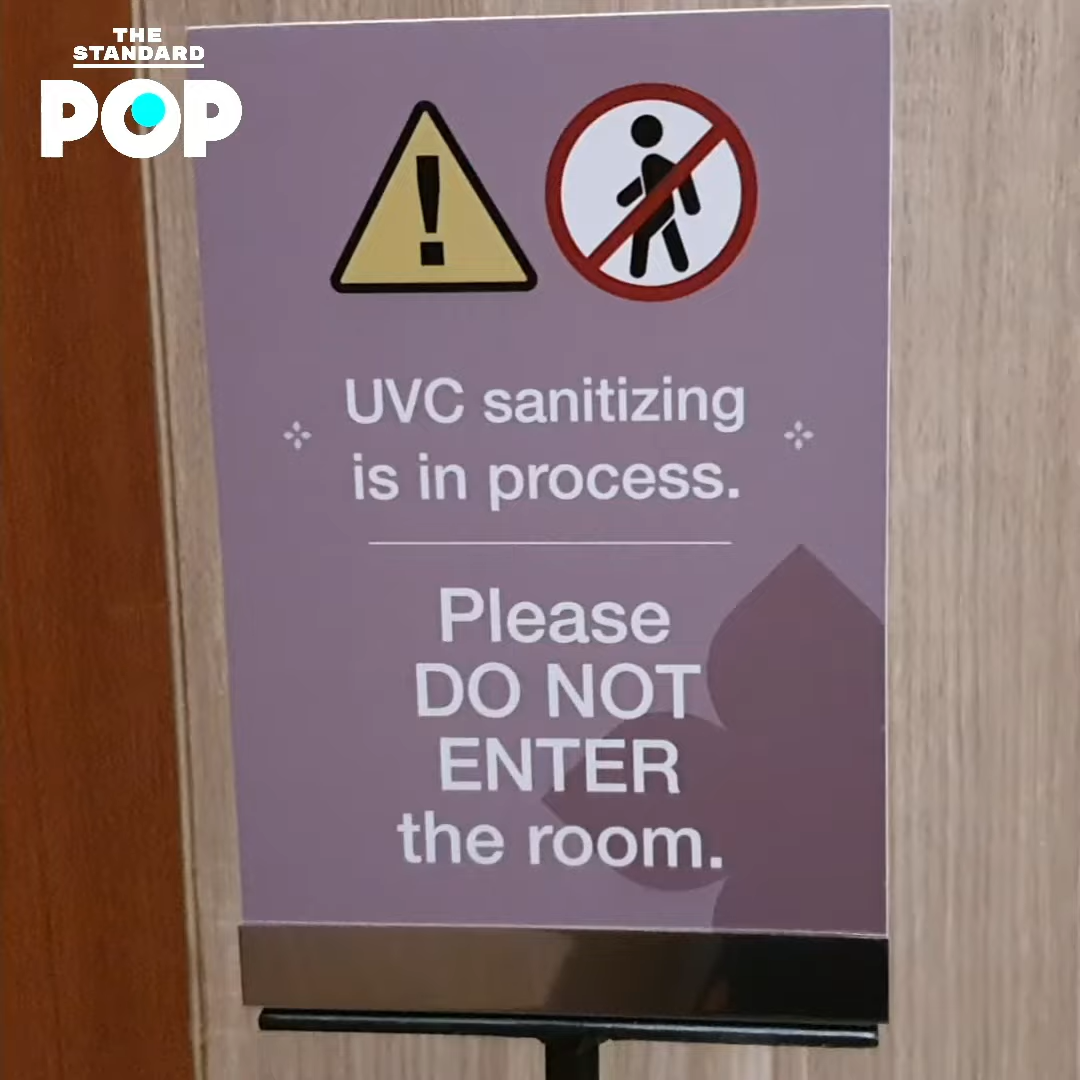 THE
STANDARD
POP
UVC sanitizing
is in process.
Please
DO NOT
ENTER
the room.